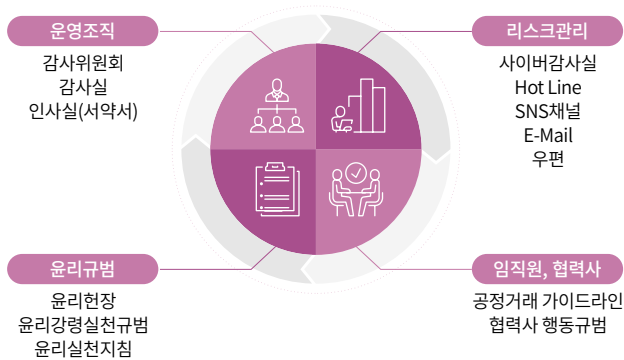 운영조직
감사위원회
감사실
인사실(서약서)
리스크관리
사이버감사실
Hot Line
SNS채널
E-Mail
우편
윤리규범
윤리헌장
윤리강령실천규범
윤리실천지침
임직원, 협력사
공정거래 가이드라인
협력사 행동규범